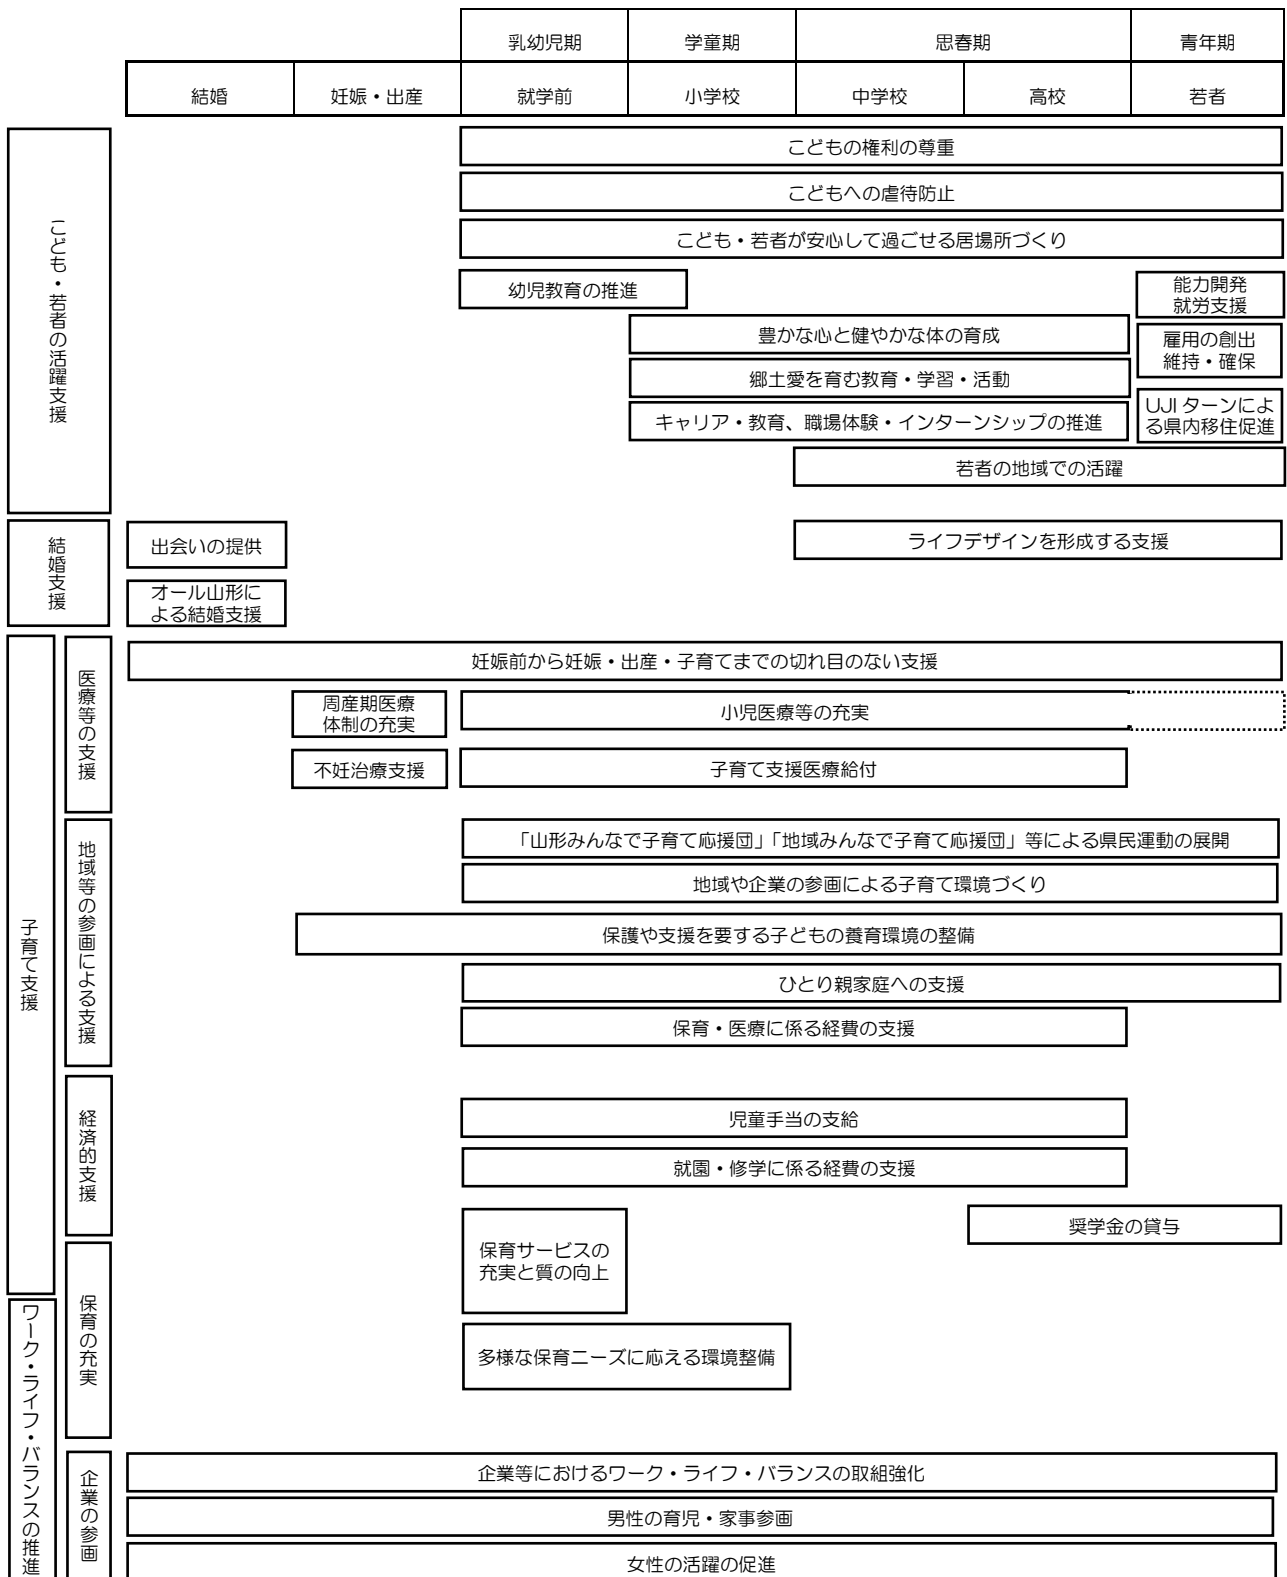 乳幼児期
学童期
思春期
青年期
結婚
妊娠・出産
就学前
小学校
中学校
高校
若者
こども・若者の活躍支援
こどもの権利の尊重
こどもへの虐待防止
こども・若者が安心して過ごせる居場所づくり
幼児教育の推進
能力開発
就労支援
豊かな心と健やかな体の育成
雇用の創出
維持・確保
郷土愛を育む教育・学習・活動
キャリア・教育、職場体験・インターンシップの推進
UJIターンによ
る県内移住促進
若者の地域での活躍
結婚支援
出会いの提供
ライフデザインを形成する支援
オール山形に
よる結婚支援
子育て支援
医療等の支援
妊娠前から妊娠・出産・子育てまでの切れ目のない支援
周産期医療
体制の充実
小児医療等の充実
不妊治療支援
子育て支援医療給付
地域等の参画による支援
「山形みんなで子育て応援団」「地域みんなで子育て応援団」等による県民運動の展開
地域や企業の参画による子育て環境づくり
保護や支援を要する子どもの養育環境の整備
ひとり親家庭への支援
保育・医療に係る経費の支援
経済的支援
児童手当の支給
就園・修学に係る経費の支援
奨学金の貸与
保育の充実
保育サービスの
充実と質の向上
多様な保育ニーズに応える環境整備
ワーク・ライフ・バランスの推進
企業の参画
企業等におけるワーク・ライフ・バランスの取組強化
男性の育児・家事参画
女性の活躍の促進